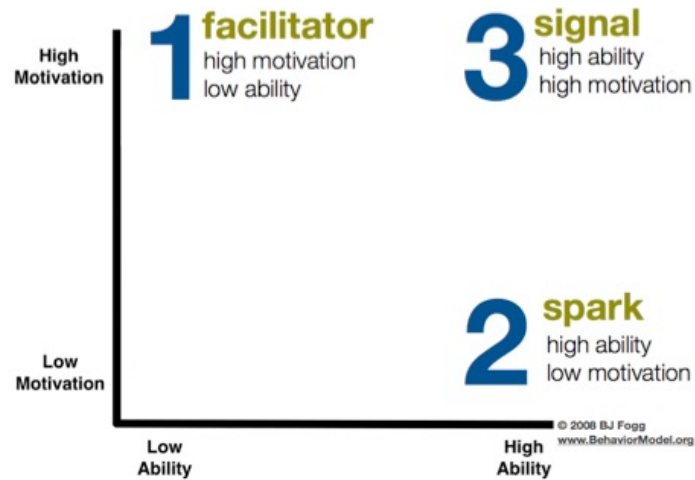 High
Motivation
1 facilitator
high motivation
low ability
3 signal
high ability
high motivation
Low
Motivation
2 spark
high ability
low motivation
© 2008 BJ Fogg
www.BehaviorModel.org
Low
Ability
High
Ability